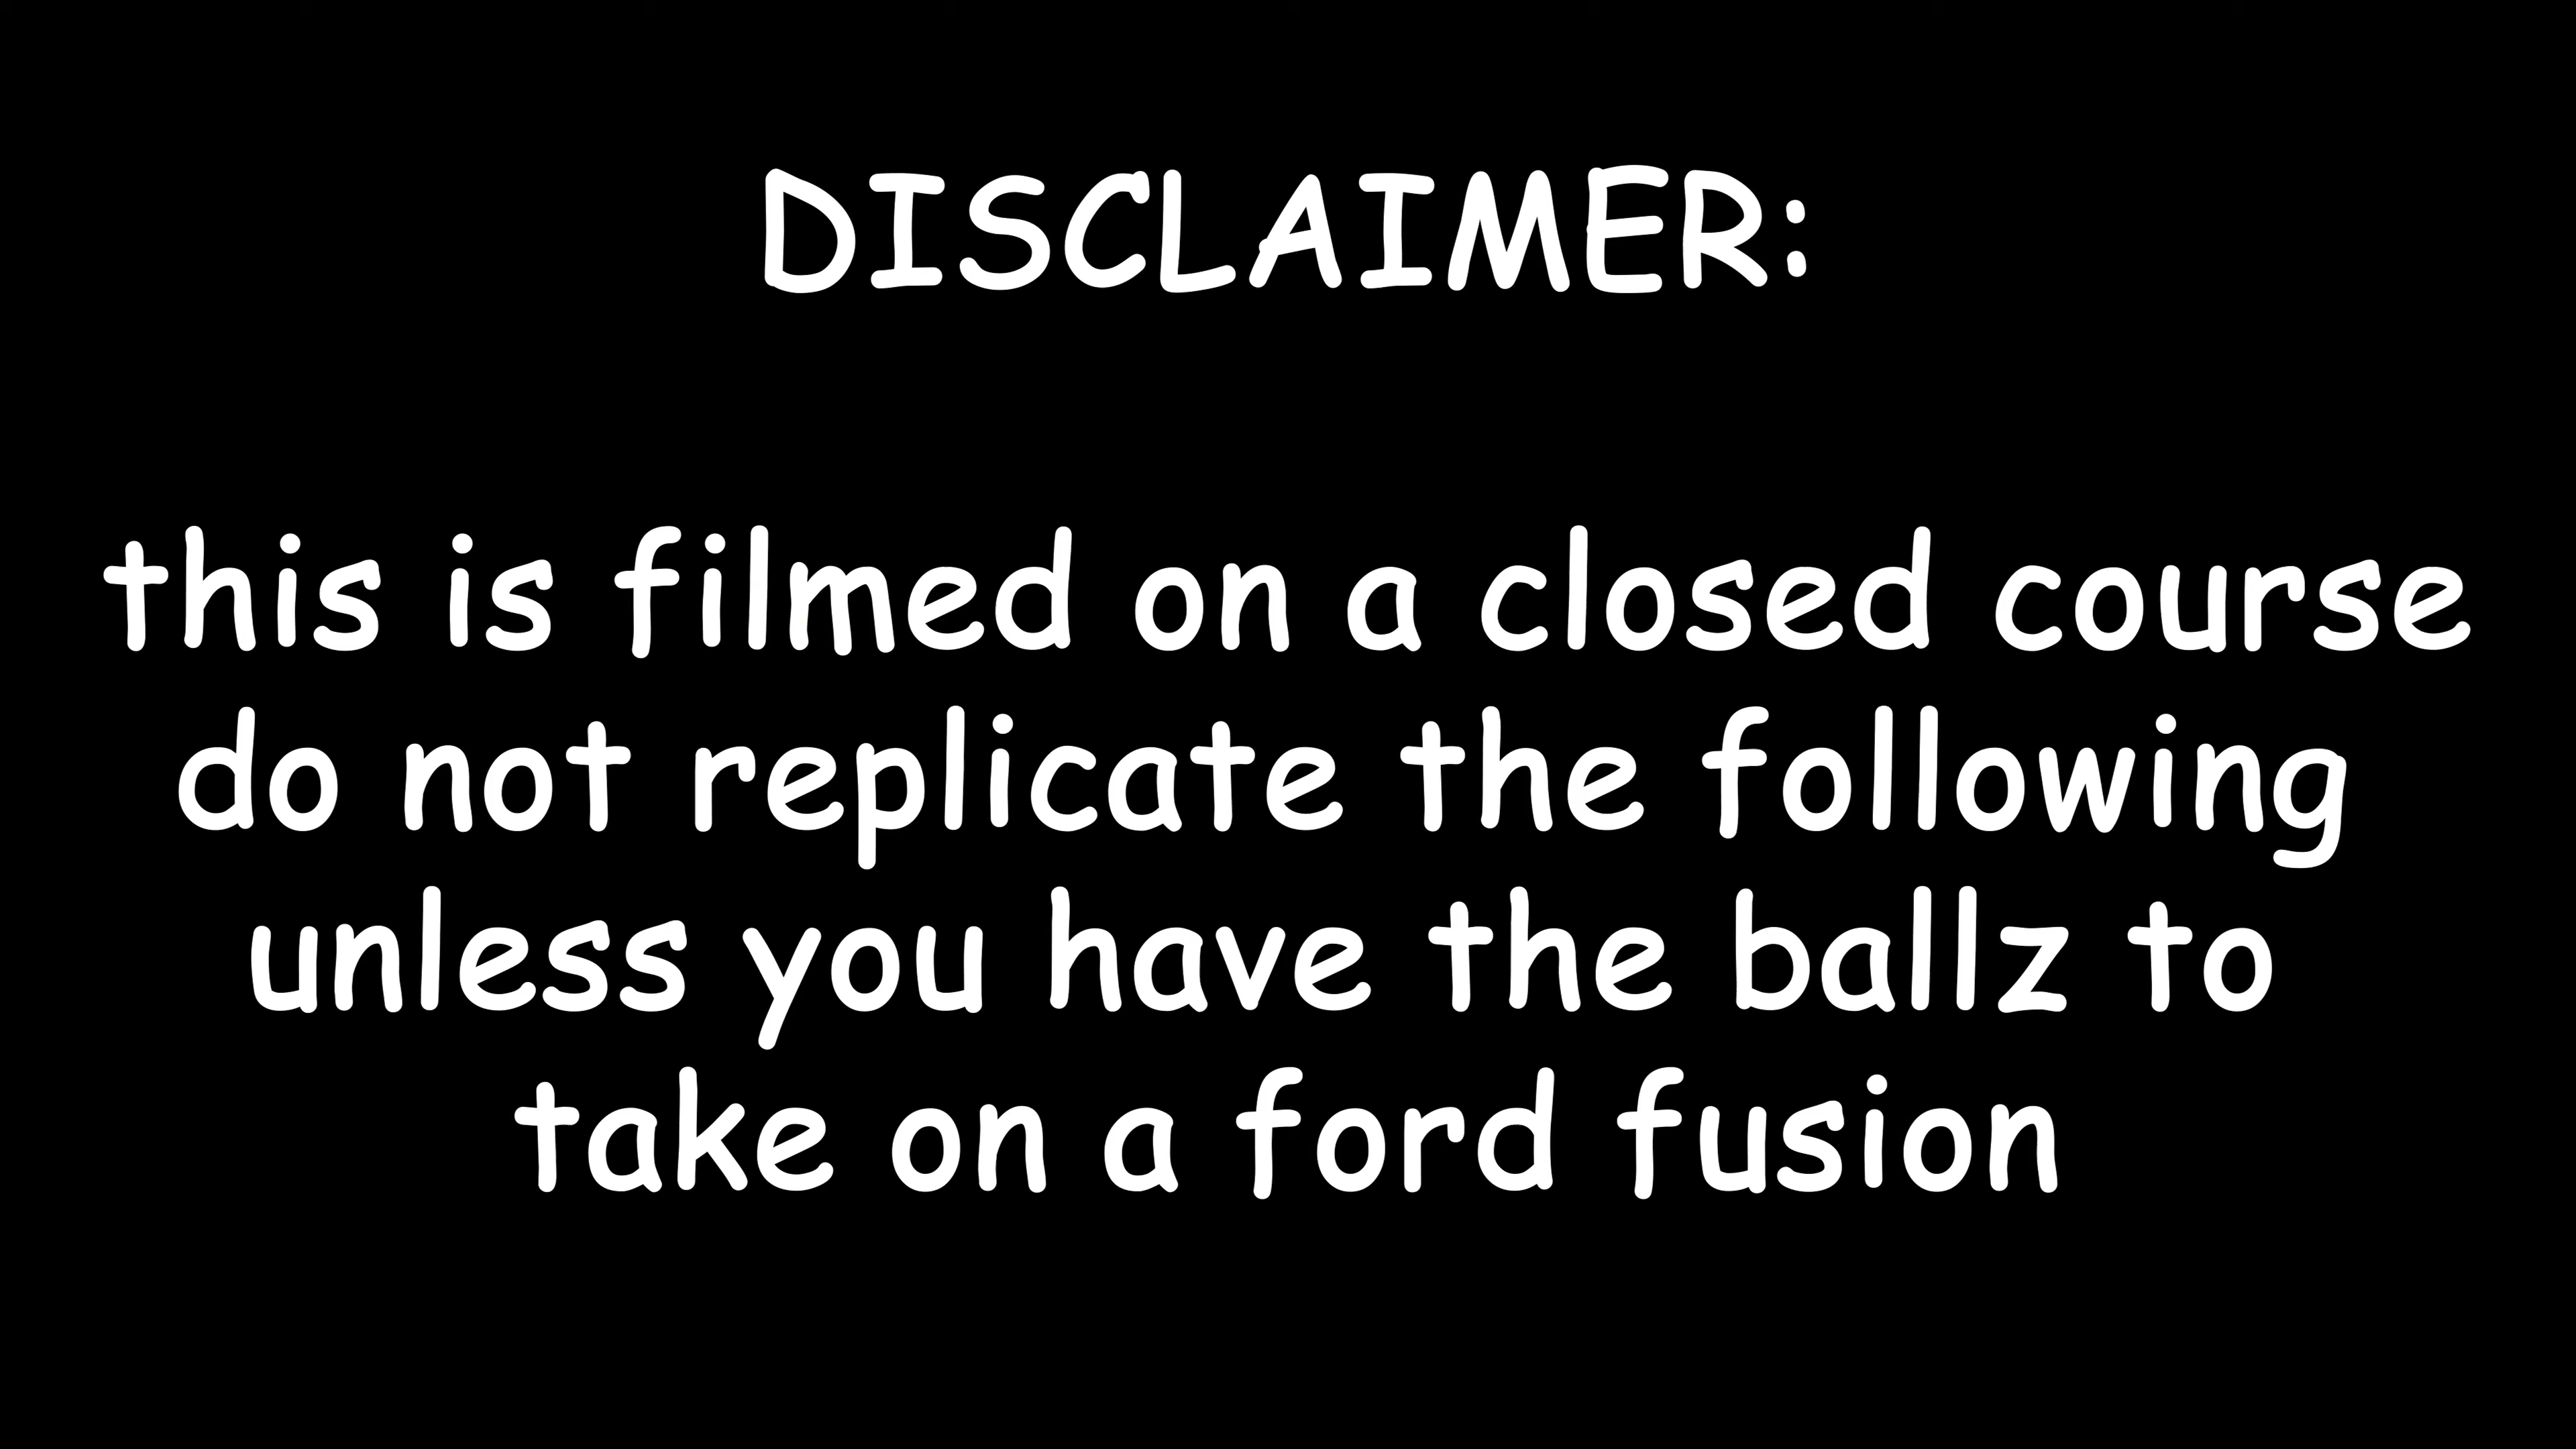 DISCLAIMER:
this is filmed on a closed course
do not replicate the following
unless you have the ballz to
take on a ford fusion